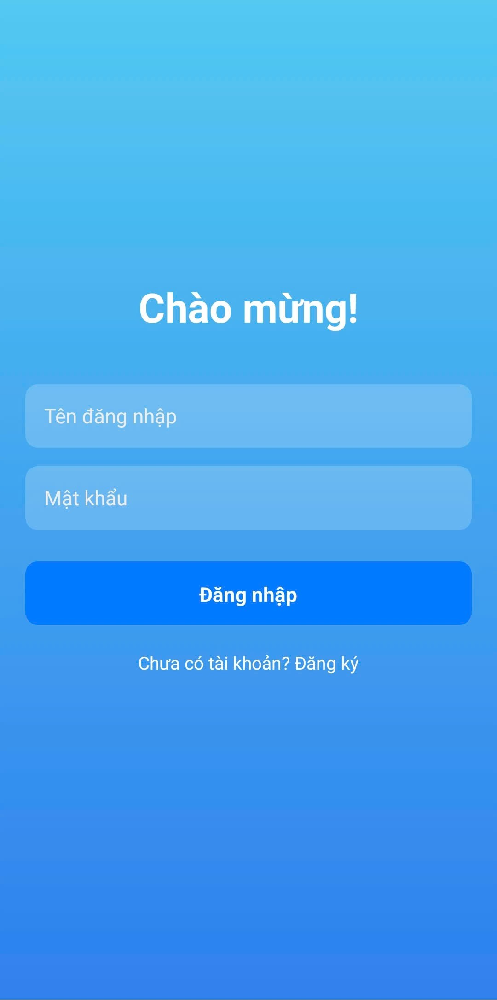 Chào mừng!
Tên đăng nhập
Mật khẩu
Đăng nhập
Chưa có tài khoản? Đăng ký